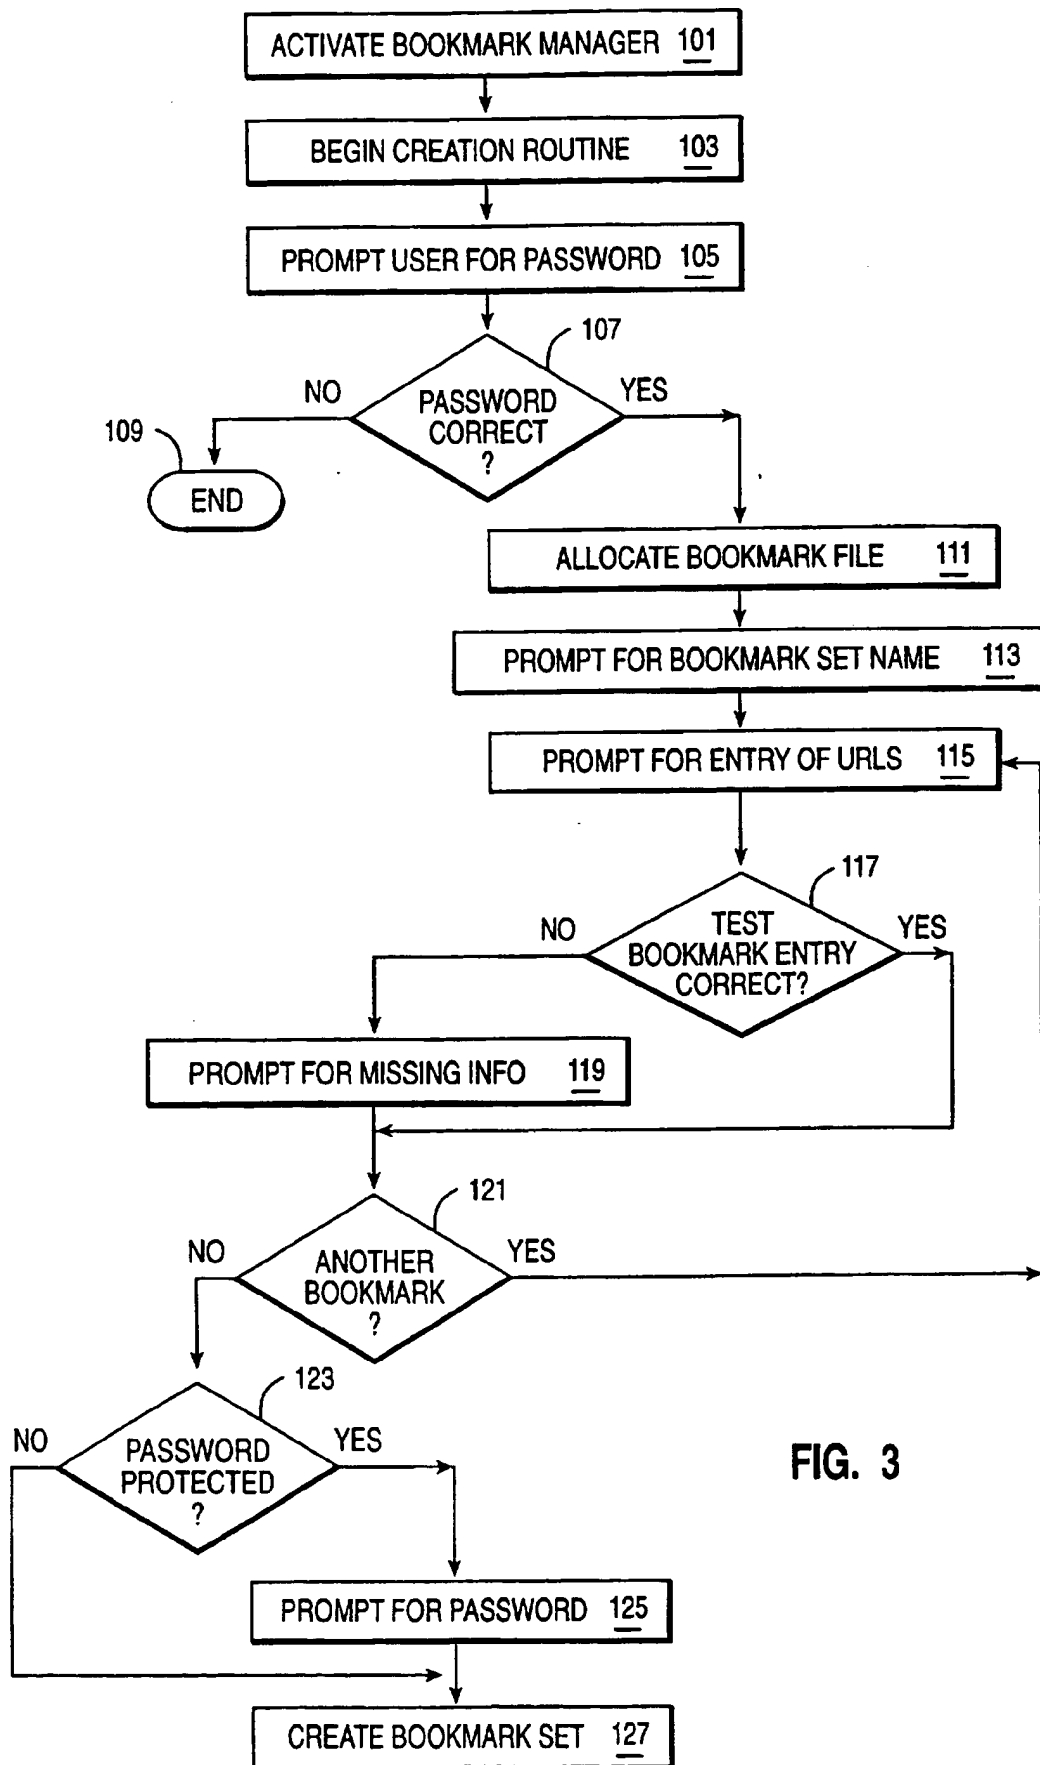 ACTIVATE BOOKMARK MANAGER 101
BEGIN CREATION ROUTINE 103
PROMPT USER FOR PASSWORD 105
107
NO
YES
PASSWORD
CORRECT
?
109
END
ALLOCATE BOOKMARK FILE 111
PROMPT FOR BOOKMARK SET NAME 113
PROMPT FOR ENTRY OF URLS 115
117
NO
YES
TEST
BOOKMARK ENTRY
CORRECT?
PROMPT FOR MISSING INFO 119
121
NO
YES
ANOTHER
BOOKMARK
?
123
NO
YES
PASSWORD
PROTECTED
?
FIG. 3
PROMPT FOR PASSWORD 125
CREATE BOOKMARK SET 127